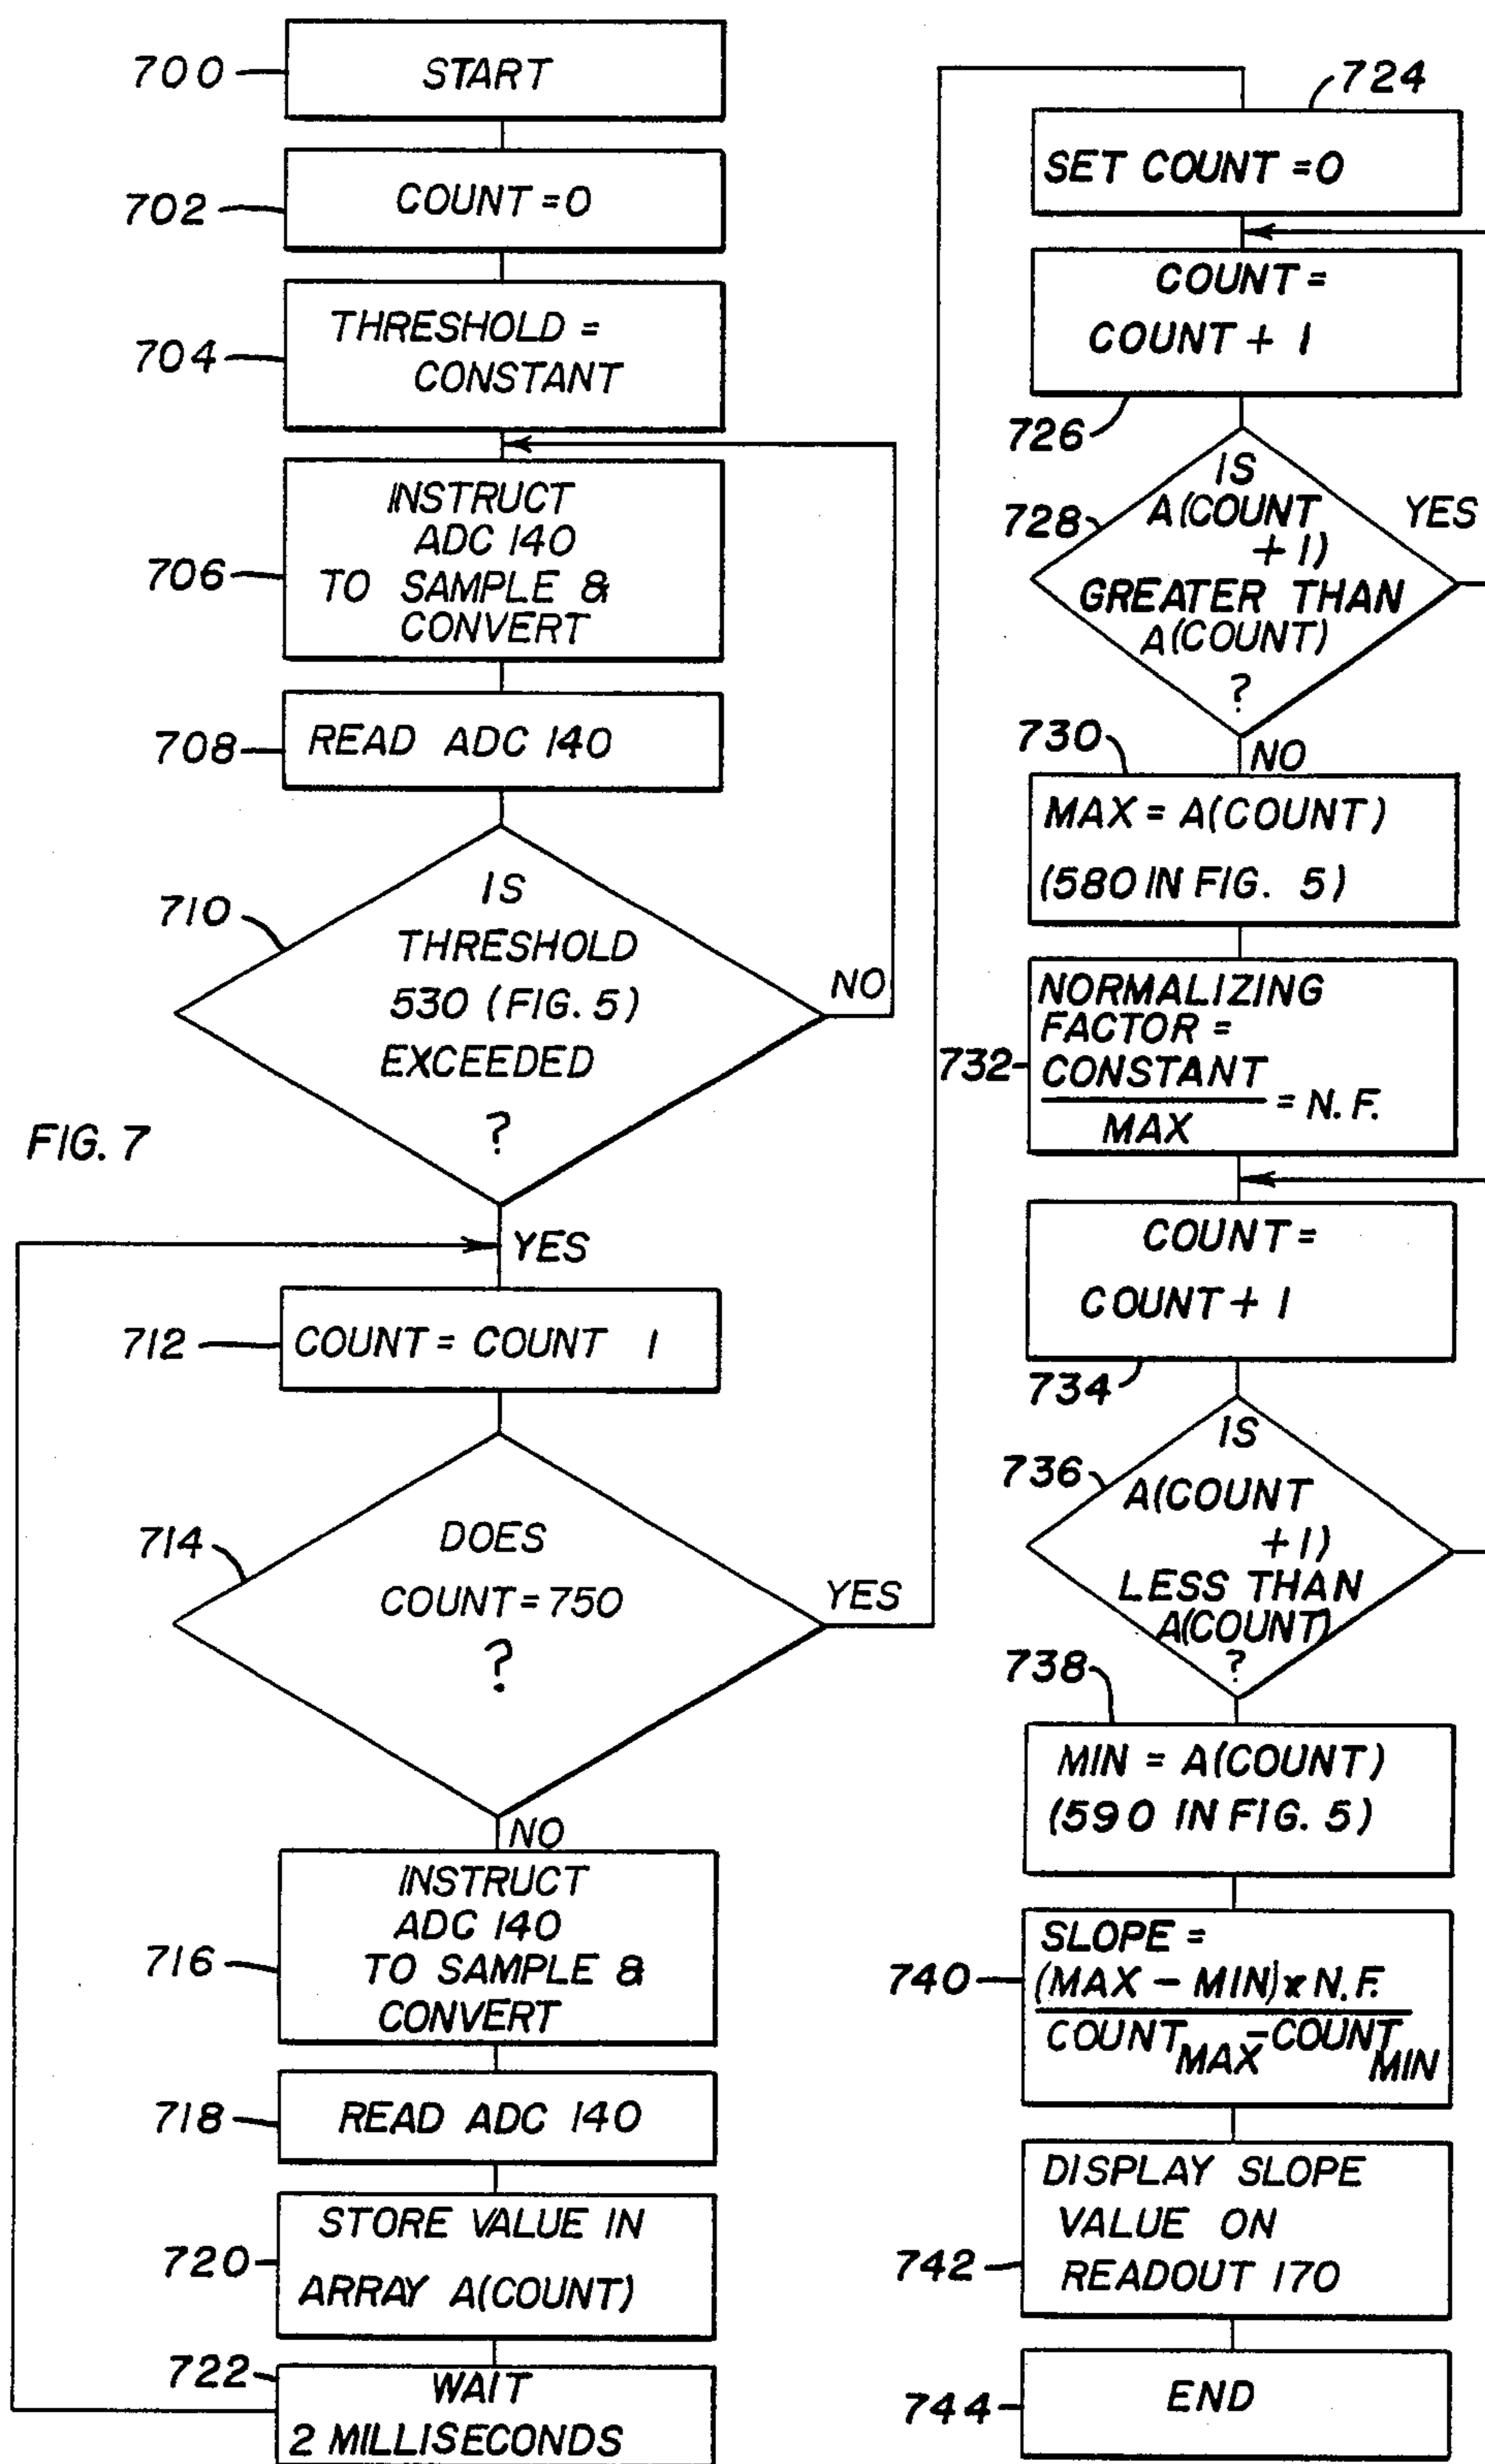 700
START
702
COUNT=0
704
THRESHOLD =
CONSTANT
706
INSTRUCT
ADC 140
TO SAMPLE &
CONVERT
708
READ ADC 140
710
IS
THRESHOLD
530 (FIG. 5)
EXCEEDED
?
NO
FIG. 7
YES
712
COUNT = COUNT 1
714
DOES
COUNT=750
?
YES
NO
716
INSTRUCT
ADC 140
TO SAMPLE &
CONVERT
718
READ ADC 140
720
STORE VALUE IN
ARRAY A(COUNT)
722
WAIT
2 MILLISECONDS
724
SET COUNT =0
726
COUNT =
COUNT + 1
728
IS
A(COUNT
+1)
GREATER THAN
A(COUNT)
?
YES
NO
730
MAX = A(COUNT)
(580 IN FIG. 5)
732
NORMALIZING
FACTOR =
CONSTANT
MAX
= N.F.
734
COUNT =
COUNT + 1
736
IS
A(COUNT
+1)
LESS THAN
A(COUNT)
?
738
MIN = A(COUNT)
(590 IN FIG. 5)
740
SLOPE =
(MAX - MIN) x N.F.
COUNT MAX - COUNT MIN
742
DISPLAY SLOPE
VALUE ON
READOUT 170
744
END